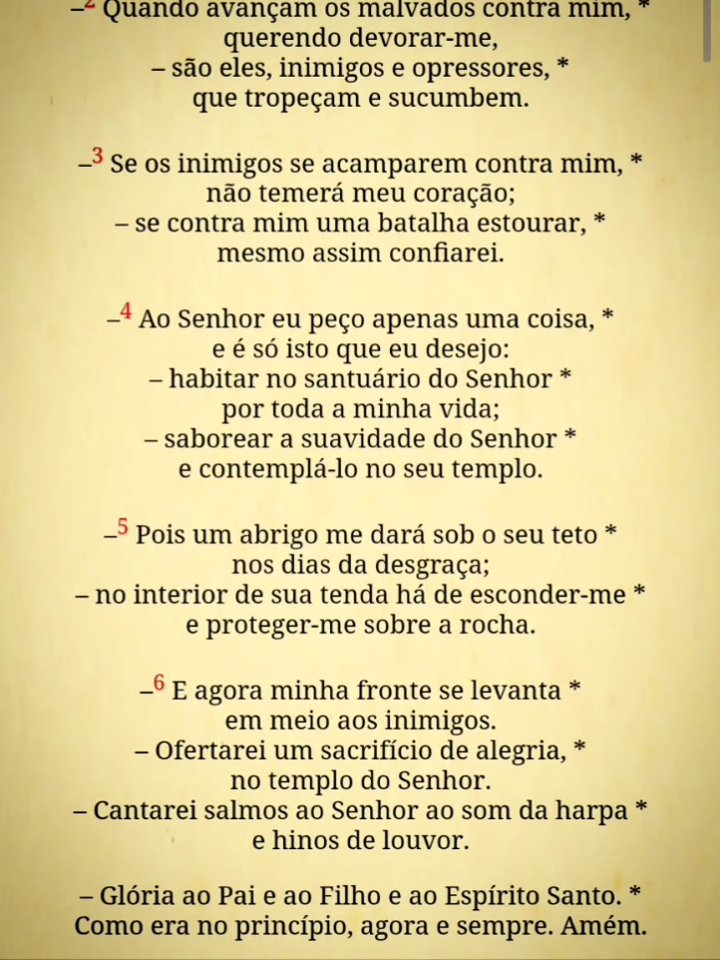 –2 Quando avançam os malvados contra mim, *
querendo devorar-me,
– são eles, inimigos e opressores, *
que tropeçam e sucumbem.
–3 Se os inimigos se acamparem contra mim, *
não temerá meu coração;
– se contra mim uma batalha estourar, *
mesmo assim confiarei.
–4 Ao Senhor eu peço apenas uma coisa, *
e é só isto que eu desejo:
– habitar no santuário do Senhor *
por toda a minha vida;
– saborear a suavidade do Senhor *
e contemplá-lo no seu templo.
–5 Pois um abrigo me dará sob o seu teto *
nos dias da desgraça;
– no interior de sua tenda há de esconder-me *
e proteger-me sobre a rocha.
–6 E agora minha fronte se levanta *
em meio aos inimigos.
– Ofertarei um sacrifício de alegria, *
no templo do Senhor.
– Cantarei salmos ao Senhor ao som da harpa *
e hinos de louvor.
– Glória ao Pai e ao Filho e ao Espírito Santo. *
Como era no princípio, agora e sempre. Amém.